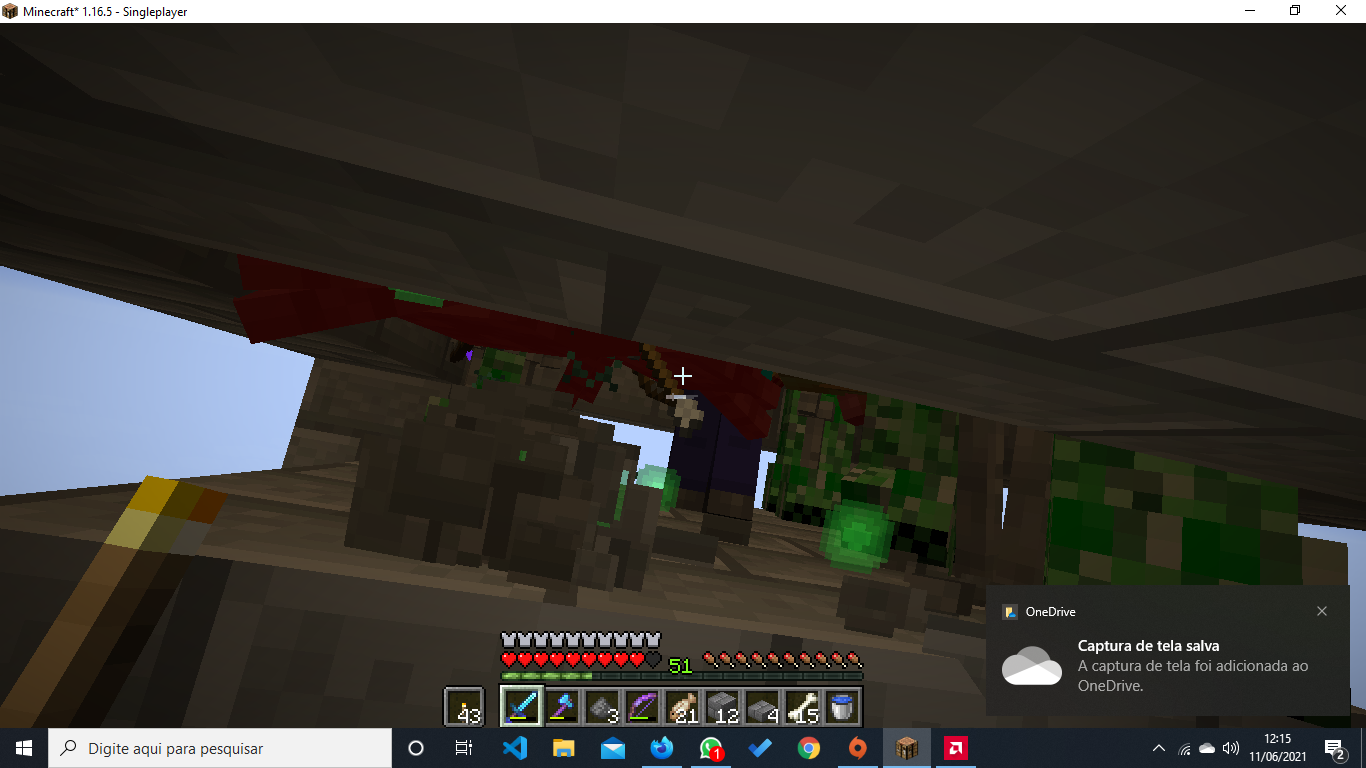 Minecraft* 1.16.5 - Singleplayer
OneDrive
Captura de tela salva
A captura de tela foi adicionada ao
OneDrive.
51
43
3
21
12
4
15
Digite aqui para pesquisar
1
12:15
11/06/2021
2